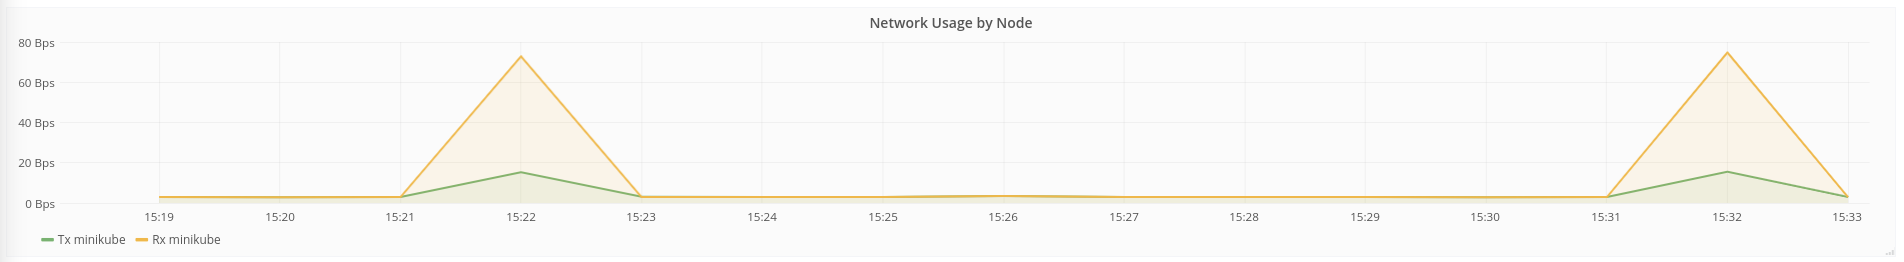 Network Usage by Node
80 Bps
60 Bps
40 Bps
20 Bps
0 Bps
15:19 15:20 15:21 15:22 15:23 15:24 15:25 15:26 15:27 15:28 15:29 15:30 15:31 15:32 15:33
Tx minikube Rx minikube